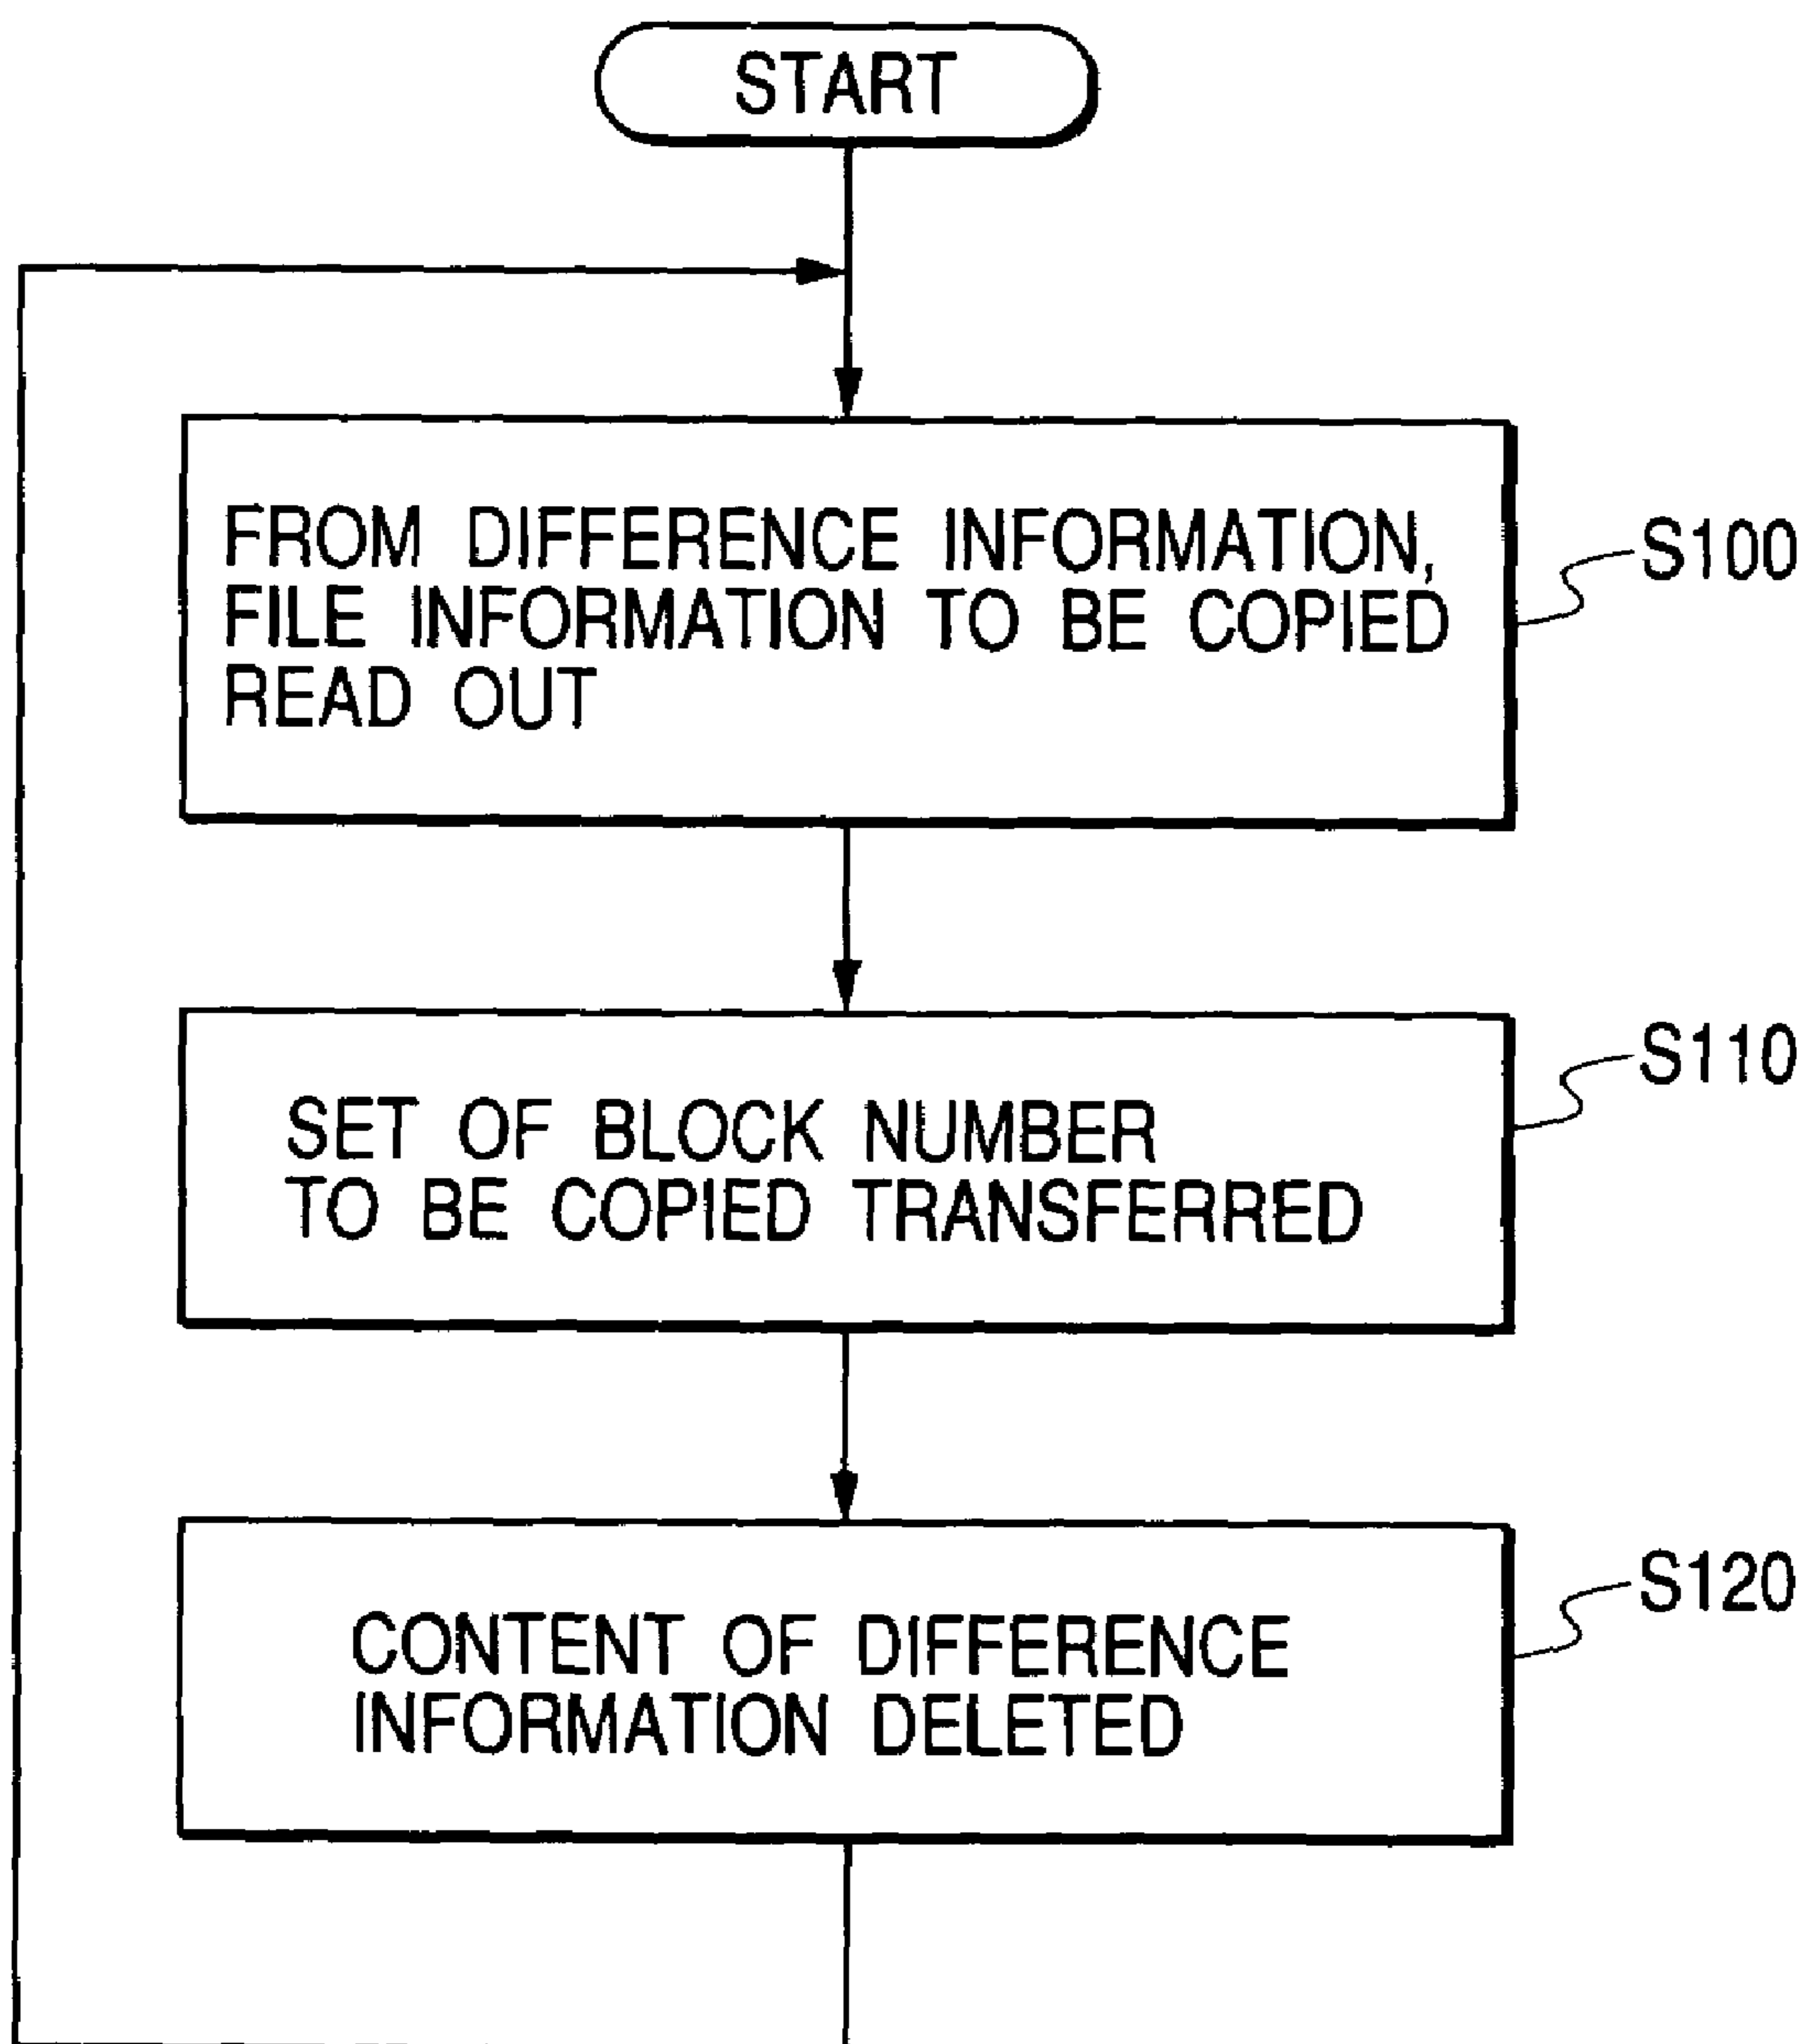 START
FROM DIFFERENCE INFORMATION,
FILE INFORMATION TO BE COPIED
READ OUT
S100
SET OF BLOCK NUMBER
TO BE COPIED TRANSFERRED
S110
CONTENT OF DIFFERENCE
INFORMATION DELETED
S120